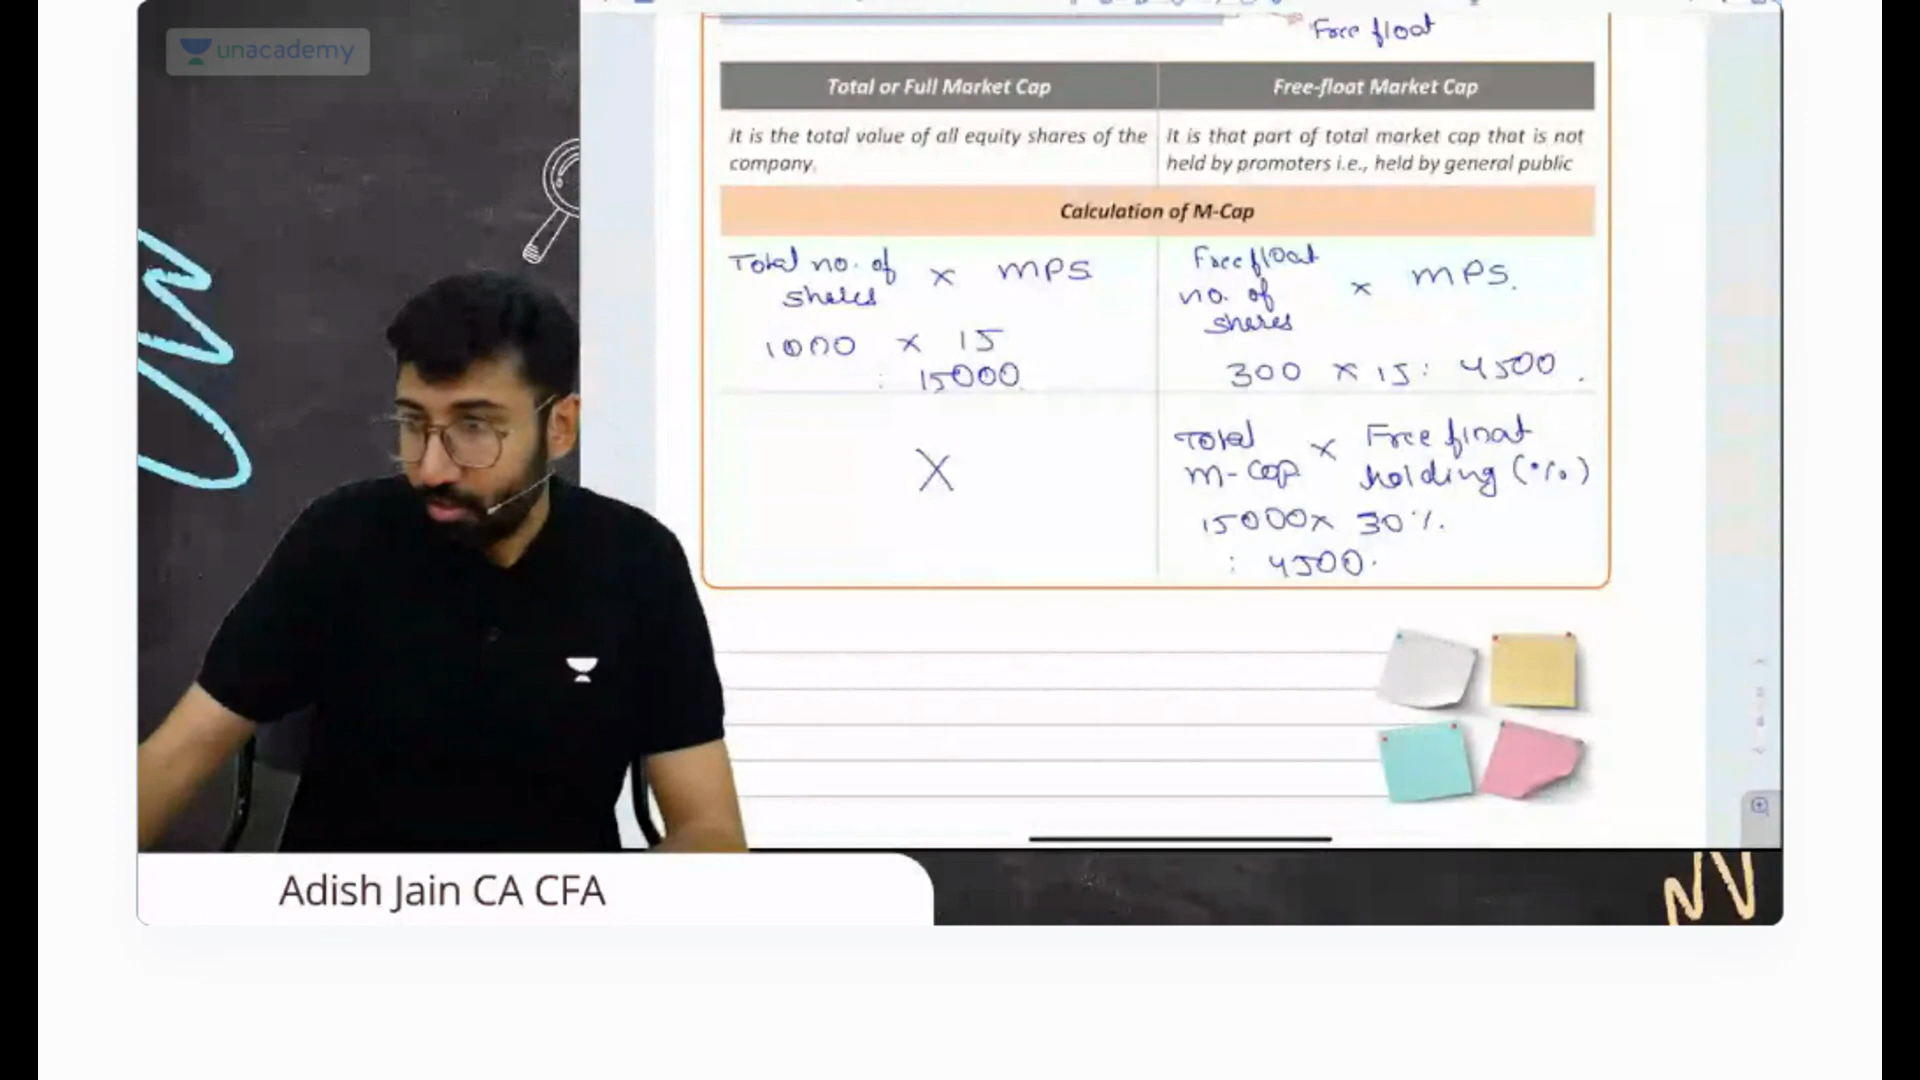 unacademy
Free float
Total or Full Market Cap
Free-float Market Cap
It is the total value of all equity shares of the
company.
It is that part of total market cap that is not
held by promoters i.e., held by general public
Calculation of M-Cap
Total no. of
shares
x MPS
1000 x 15
: 15000
Free float
no. of
shares
x MPS.
300 x 15 : 4500.
X
Total
M-Cap
x Free float
holding (%)
15000 x 30%.
: 4500.
Adish Jain CA CFA